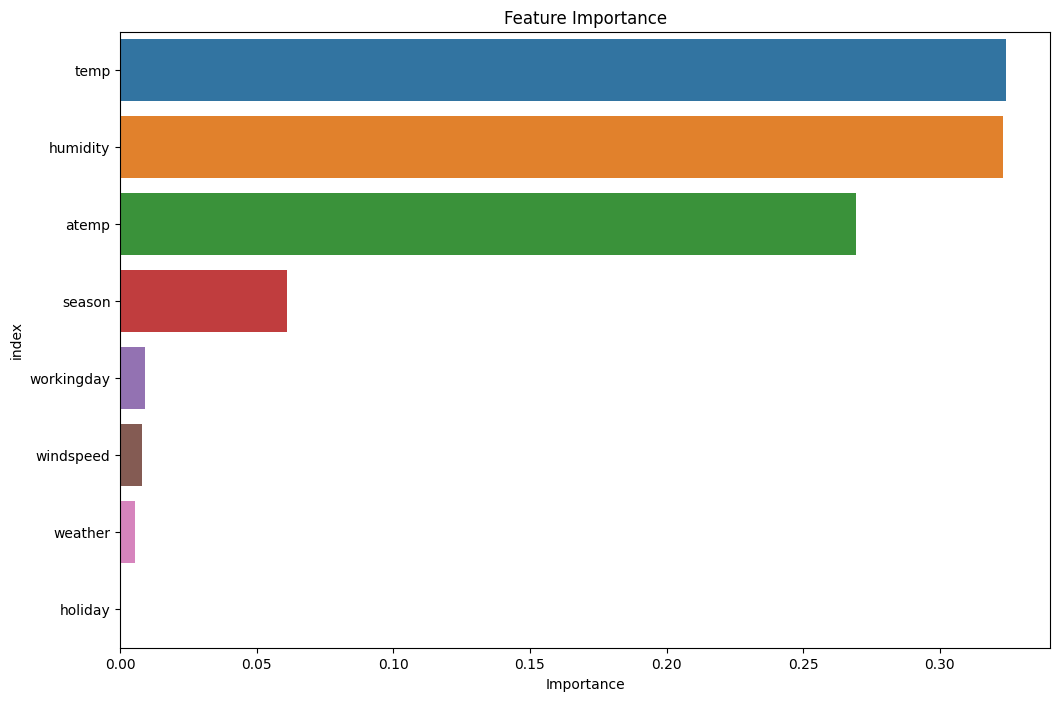 Feature Importance
temp
humidity
atemp
season
workingday
windspeed
weather
holiday
index
0.00 0.05 0.10 0.15 0.20 0.25 0.30
Importance